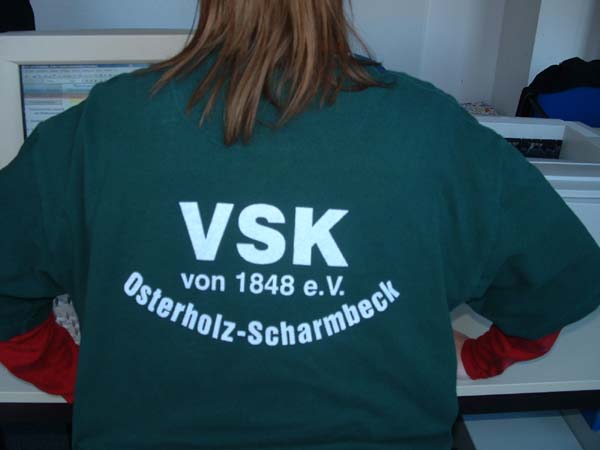 VSK
von 1848 e.V.
Osterholz-Scharmbeck